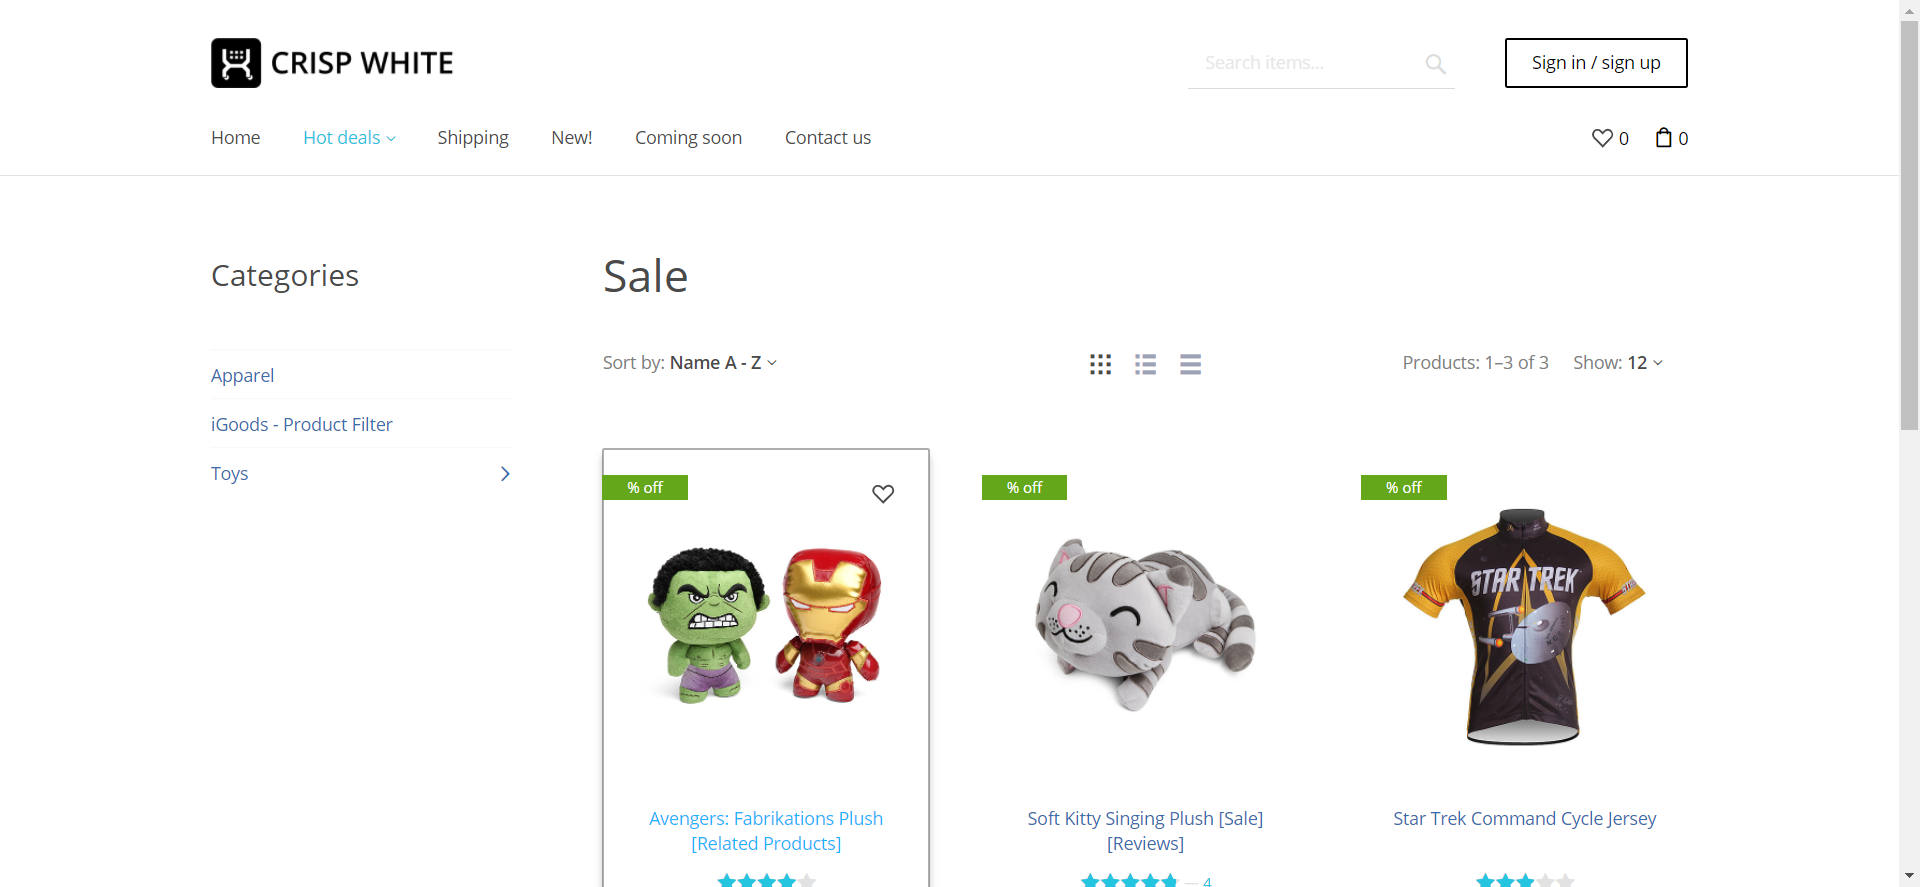 CRISP WHITE
Search items...
Sign in / sign up
Home
Hot deals
Shipping
New!
Coming soon
Contact us
0
0
Categories
Apparel
iGoods - Product Filter
Toys
Sale
Sort by: Name A - Z
Products: 1–3 of 3
Show: 12
% off
Avengers: Fabrikations Plush
[Related Products]
% off
Soft Kitty Singing Plush [Sale]
[Reviews]
— 4
% off
STAR TREK
Star Trek Command Cycle Jersey